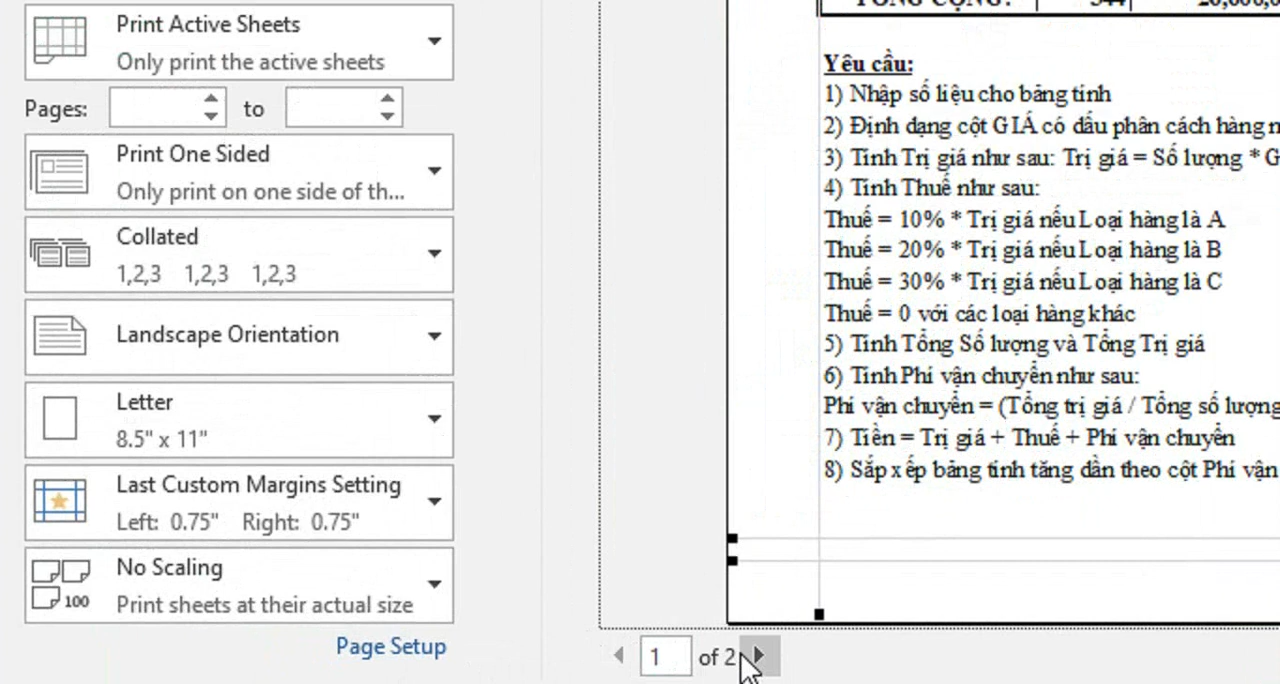 Print Active Sheets
Only print the active sheets
Pages: to
Print One Sided
Only print on one side of th...
Collated
1,2,3 1,2,3 1,2,3
Landscape Orientation
Letter
8.5" x 11"
Last Custom Margins Setting
Left: 0.75" Right: 0.75"
No Scaling
100
Print sheets at their actual size
Page Setup
TỔNG CỘNG: 344
Yêu cầu:
1) Nhập số liệu cho bảng tính
2) Định dạng cột GIÁ có dấu phân cách hàng
3) Tính Trị giá như sau: Trị giá = Số lượng * G
4) Tính Thuế như sau:
Thuế = 10% * Trị giá nếu Loại hàng là A
Thuế = 20% * Trị giá nếu Loại hàng là B
Thuế = 30% * Trị giá nếu Loại hàng là C
Thuế = 0 với các loại hàng khác
5) Tính Tổng Số lượng và Tổng Trị giá
6) Tính Phí vận chuyển như sau:
Phí vận chuyển = (Tổng trị giá / Tổng số lượng
7) Tiền = Trị giá + Thuế + Phí vận chuyển
8) Sắp xếp bảng tính tăng dần theo cột Phí vận
1 of 2